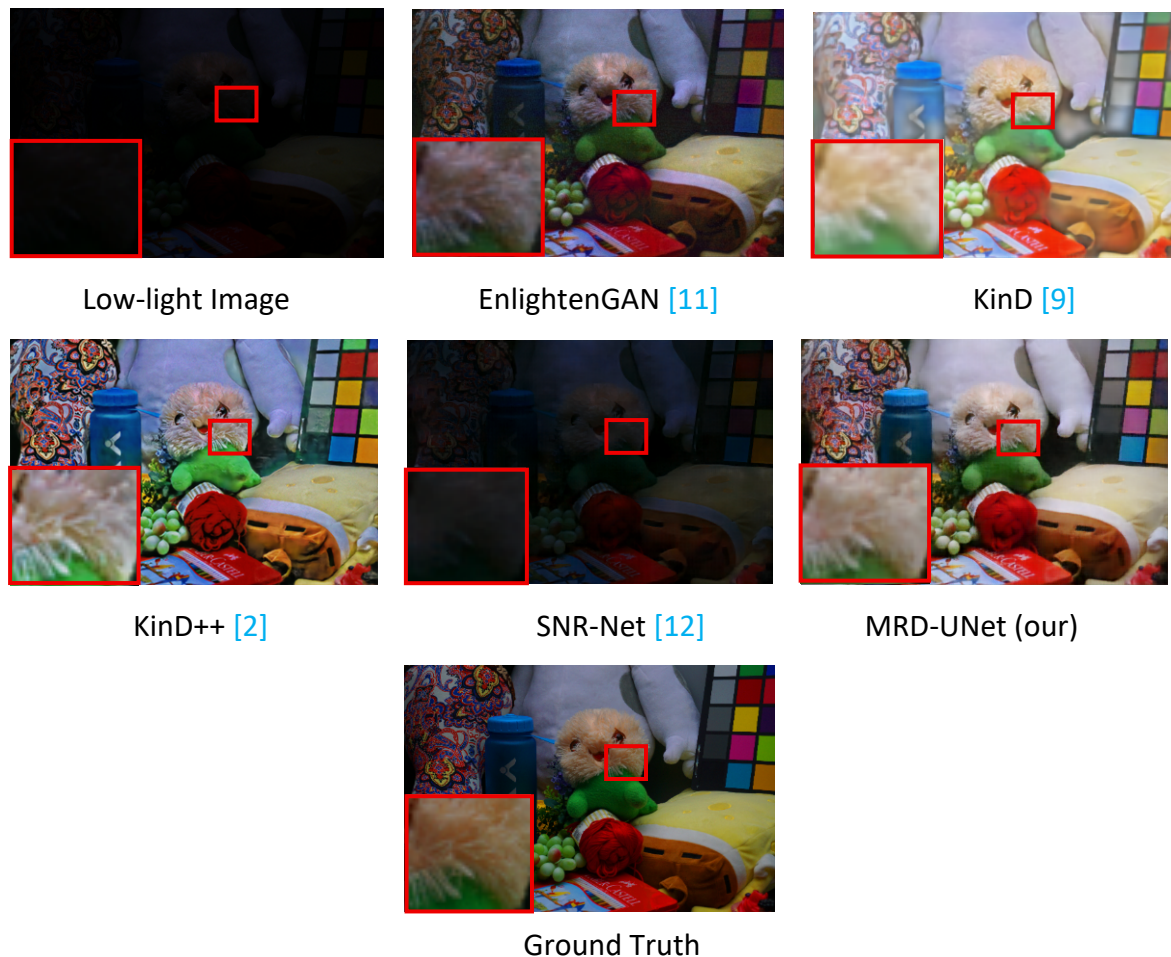 Low-light Image
EnlightenGAN [11]
KinD [9]
KinD++ [2]
SNR-Net [12]
MRD-UNet (our)
Ground Truth